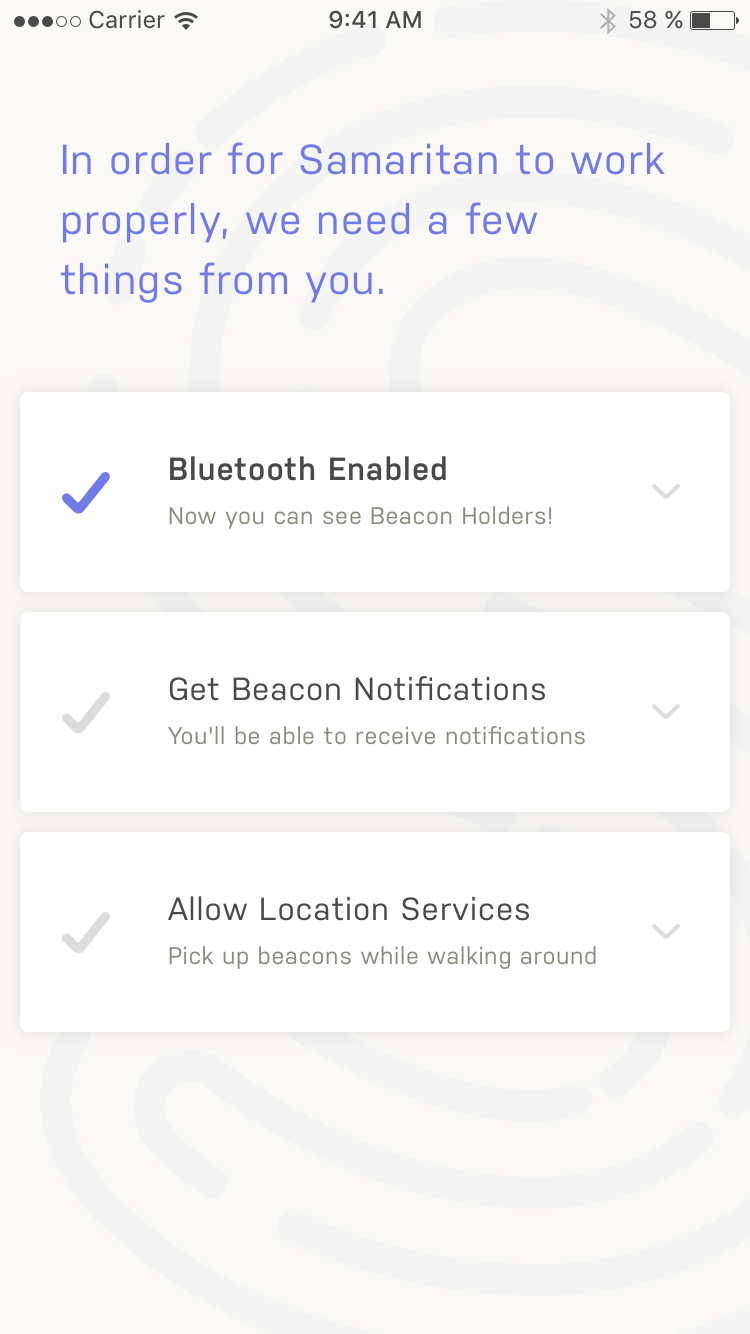 Carrier 9:41 AM 58 %
In order for Samaritan to work
properly, we need a few
things from you.
Bluetooth Enabled
Now you can see Beacon Holders!
Get Beacon Notifications
You'll be able to receive notifications
Allow Location Services
Pick up beacons while walking around